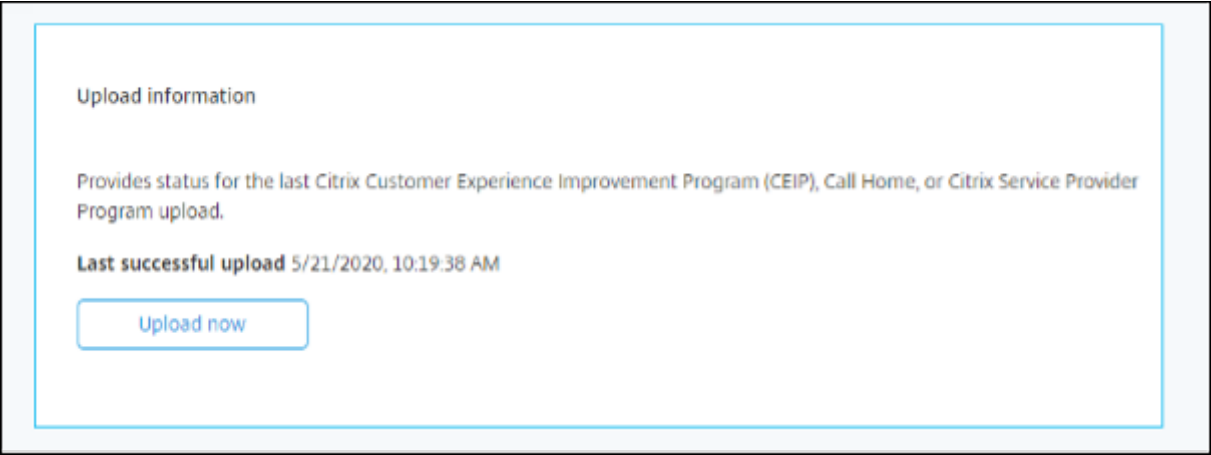 Upload information
Provides status for the last Citrix Customer Experience Improvement Program (CEIP), Call Home, or Citrix Service Provider
Program upload.
Last successful upload 5/21/2020, 10:19:38 AM
Upload now